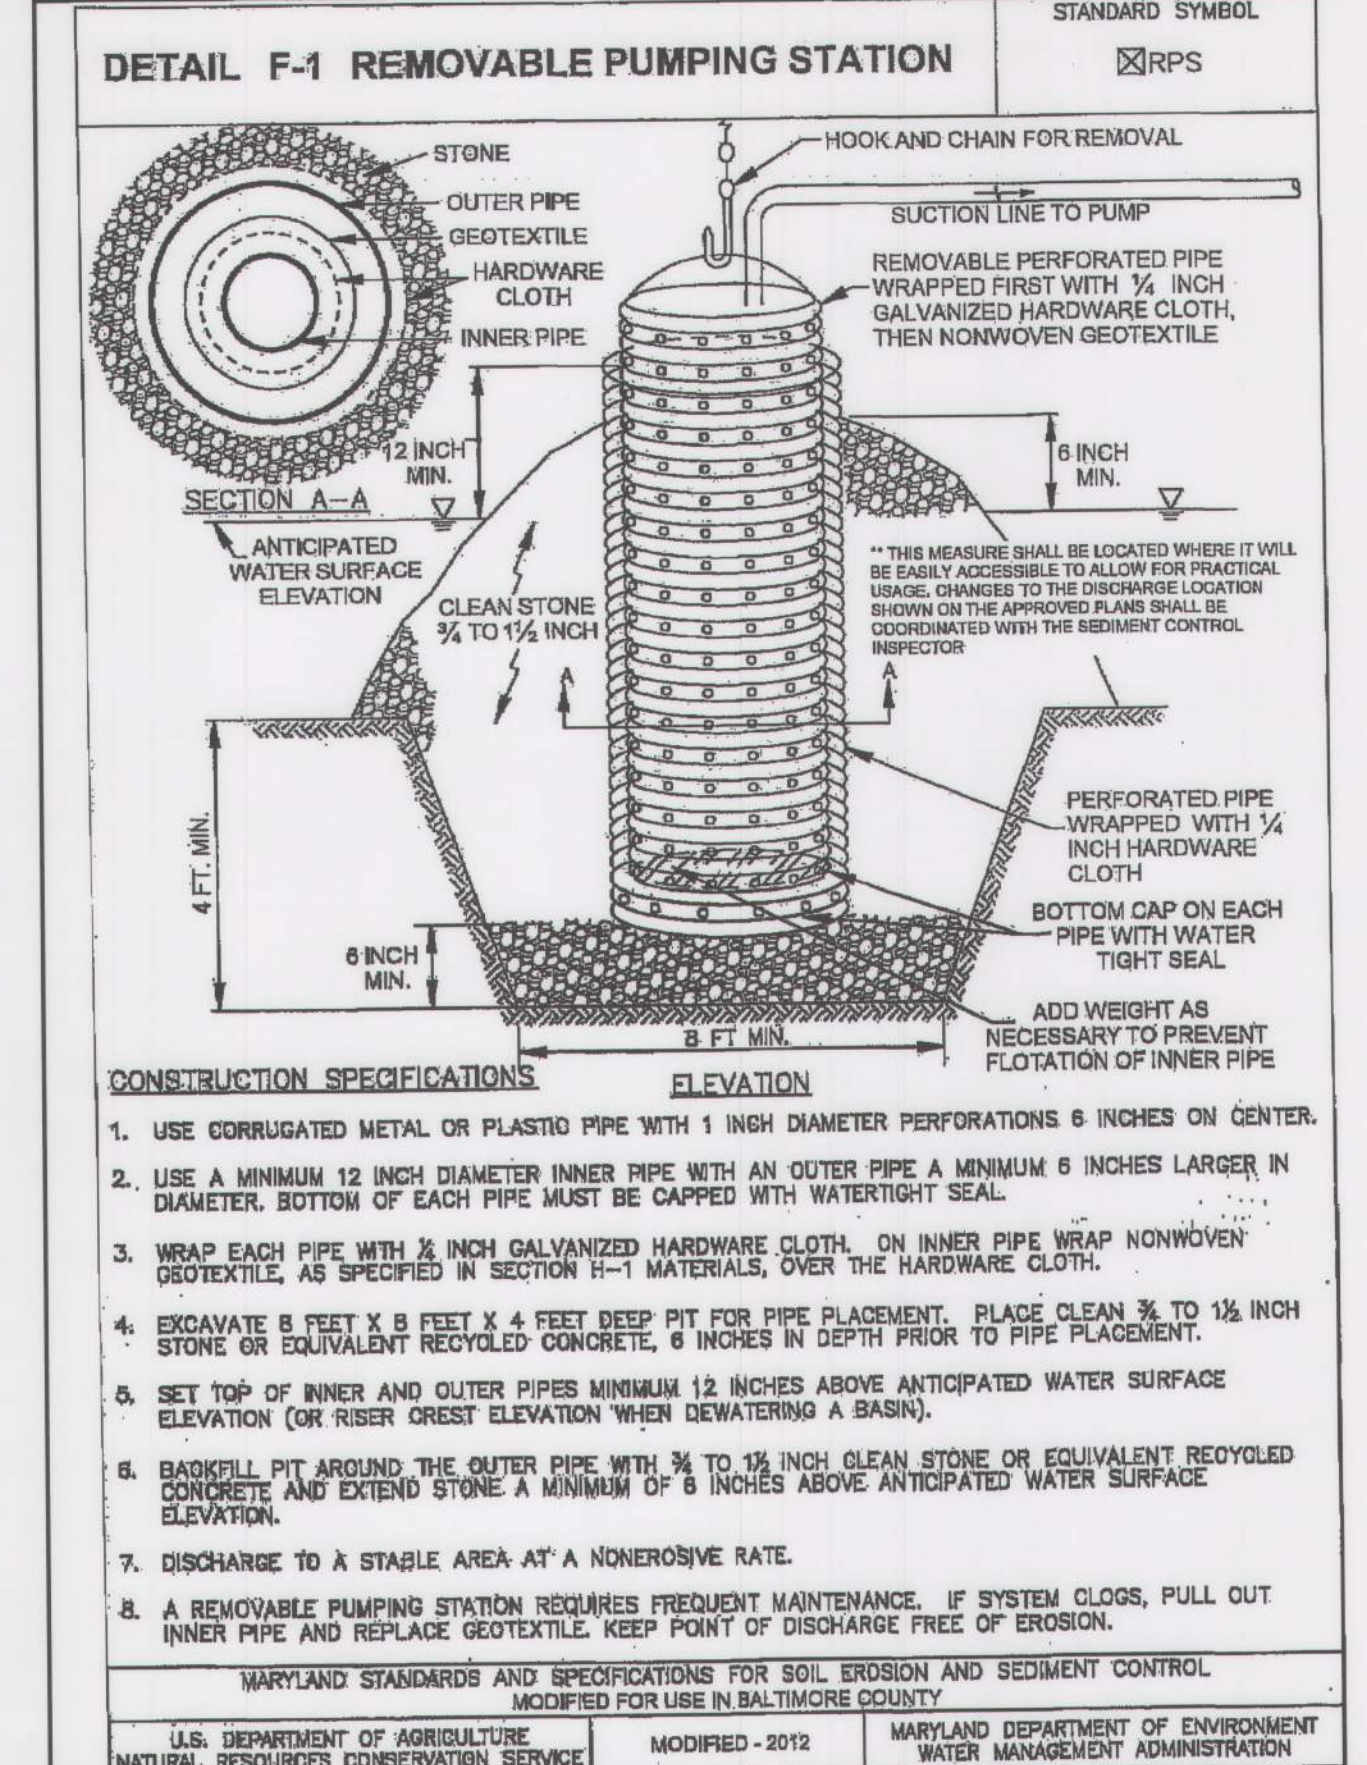 STANDARD SYMBOL
DETAIL F-1 REMOVABLE PUMPING STATION
RPS
STONE
OUTER PIPE
GEOTEXTILE
HARDWARE
CLOTH
INNER PIPE
SECTION A-A
HOOK AND CHAIN FOR REMOVAL
SUCTION LINE TO PUMP
REMOVABLE PERFORATED PIPE
WRAPPED FIRST WITH 1/4 INCH
GALVANIZED HARDWARE CLOTH,
THEN NONWOVEN GEOTEXTILE
12 INCH
MIN.
6 INCH
MIN.
ANTICIPATED
WATER SURFACE
ELEVATION
CLEAN STONE
3/4 TO 1 1/2 INCH
** THIS MEASURE SHALL BE LOCATED WHERE IT WILL
BE EASILY ACCESSIBLE TO ALLOW FOR PRACTICAL
USAGE. CHANGES TO THE DISCHARGE LOCATION
SHOWN ON THE APPROVED PLANS SHALL BE
COORDINATED WITH THE SEDIMENT CONTROL
INSPECTOR
A
A
4 FT. MIN.
PERFORATED PIPE
WRAPPED WITH 1/4
INCH HARDWARE
CLOTH
BOTTOM CAP ON EACH
PIPE WITH WATER
TIGHT SEAL
6 INCH
MIN.
ADD WEIGHT AS
NECESSARY TO PREVENT
FLOTATION OF INNER PIPE
8 FT MIN.
CONSTRUCTION SPECIFICATIONS
ELEVATION
1. USE CORRUGATED METAL OR PLASTIC PIPE WITH 1 INCH DIAMETER PERFORATIONS 6 INCHES ON CENTER.
2. USE A MINIMUM 12 INCH DIAMETER INNER PIPE WITH AN OUTER PIPE A MINIMUM 6 INCHES LARGER IN
DIAMETER. BOTTOM OF EACH PIPE MUST BE CAPPED WITH WATERTIGHT SEAL.
3. WRAP EACH PIPE WITH 1/4 INCH GALVANIZED HARDWARE CLOTH. ON INNER PIPE WRAP NONWOVEN
GEOTEXTILE, AS SPECIFIED IN SECTION H-1 MATERIALS, OVER THE HARDWARE CLOTH.
4. EXCAVATE 8 FEET X 8 FEET X 4 FEET DEEP PIT FOR PIPE PLACEMENT. PLACE CLEAN 3/4 TO 1 1/2 INCH
STONE OR EQUIVALENT RECYCLED CONCRETE, 6 INCHES IN DEPTH PRIOR TO PIPE PLACEMENT.
5. SET TOP OF INNER AND OUTER PIPES MINIMUM 12 INCHES ABOVE ANTICIPATED WATER SURFACE
ELEVATION (OR RISER CREST ELEVATION WHEN DEWATERING A BASIN).
6. BACKFILL PIT AROUND THE OUTER PIPE WITH 3/4 TO 1 1/2 INCH CLEAN STONE OR EQUIVALENT RECYCLED
CONCRETE AND EXTEND STONE A MINIMUM OF 6 INCHES ABOVE ANTICIPATED WATER SURFACE
ELEVATION.
7. DISCHARGE TO A STABLE AREA AT A NONEROSIVE RATE.
8. A REMOVABLE PUMPING STATION REQUIRES FREQUENT MAINTENANCE. IF SYSTEM CLOGS, PULL OUT
INNER PIPE AND REPLACE GEOTEXTILE. KEEP POINT OF DISCHARGE FREE OF EROSION.
MARYLAND STANDARDS AND SPECIFICATIONS FOR SOIL EROSION AND SEDIMENT CONTROL
MODIFIED FOR USE IN BALTIMORE COUNTY
U.S. DEPARTMENT OF AGRICULTURE
NATURAL RESOURCES CONSERVATION SERVICE
MODIFIED - 2012
MARYLAND DEPARTMENT OF ENVIRONMENT
WATER MANAGEMENT ADMINISTRATION